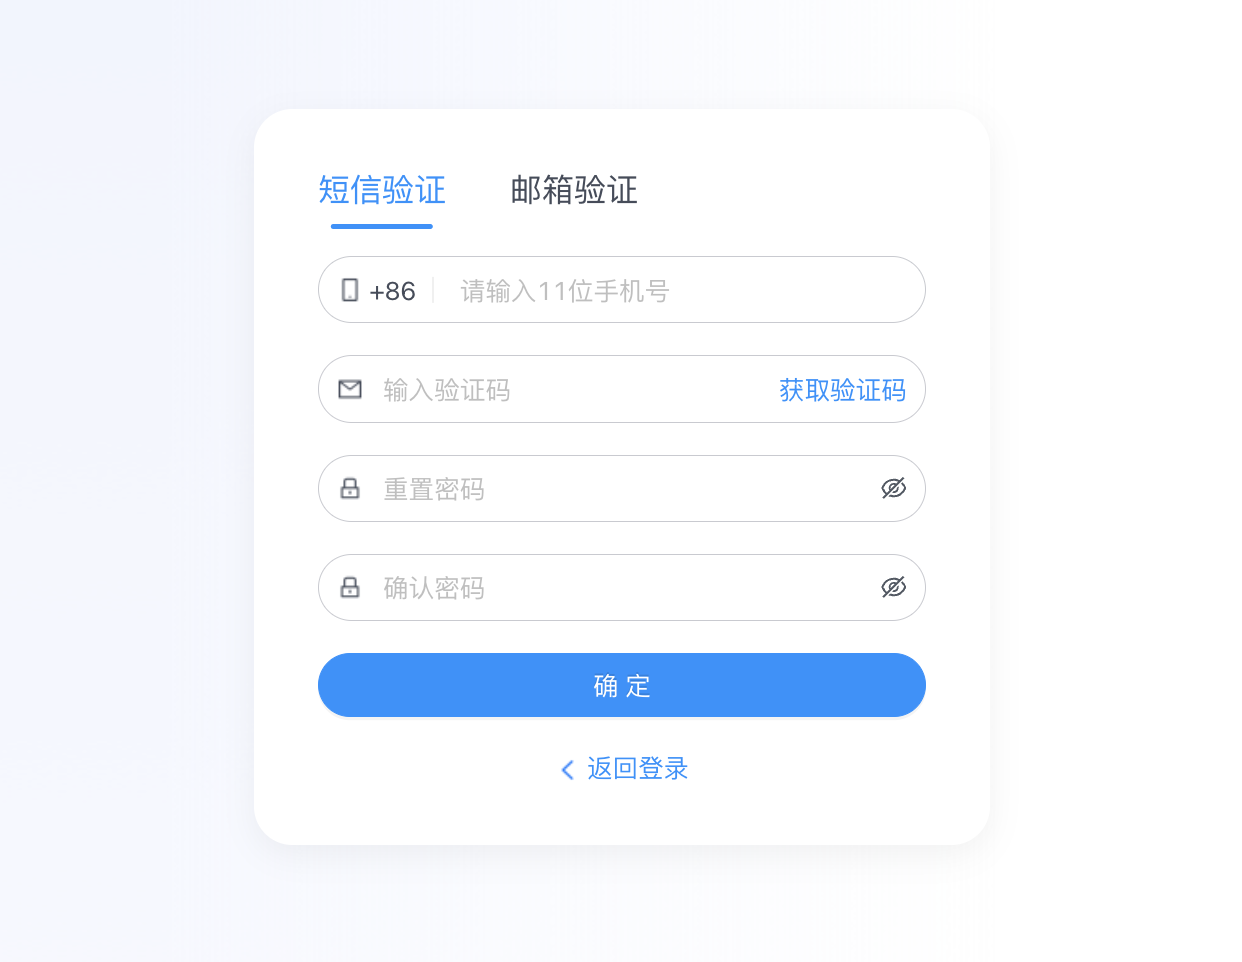 短信验证 邮箱验证
+86 请输入11位手机号
输入验证码 获取验证码
重置密码
确认密码
确 定
返回登录